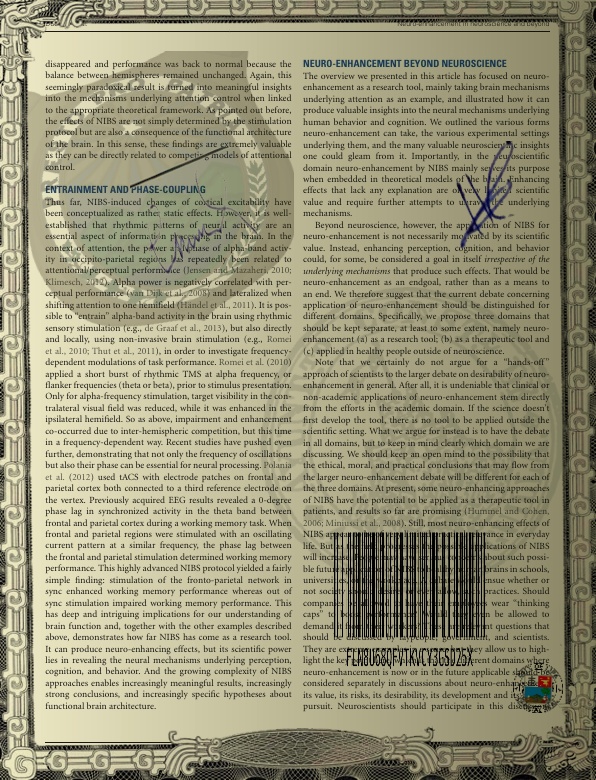 Neuro-enhancement in neuroscience and beyond
disappeared and performance was back to normal because the
balance between hemispheres remained unchanged. Again, this
seemingly paradoxical result is turned into meaningful insights
into the mechanisms underlying attention control when linked
to the appropriate theoretical framework. As pointed out before,
the effects of NIBS are not simply determined by the stimulation
protocol but are also a consequence of the functional architecture
of the brain. In this sense, these findings are extremely valuable
as they can be directly related to competing models of attentional
control.
ENTRAINMENT AND PHASE-COUPLING
Thus far, NIBS-induced changes of cortical excitability have
been conceptualized as rather static effects. However, it is well-
established that rhythmic patterns of neuronal activity are an
essential aspect of information processing in the brain. In the
context of attention, the power and phase of alpha-band activ-
ity in occipito-parietal regions has repeatedly been related to
attentional/perceptual performance (Jensen and Mazaheri, 2010;
Klimesch, 2012). Alpha power is negatively correlated with per-
ceptual performance (van Dijk et al., 2008) and lateralized when
shifting attention to one hemifield (Händel et al., 2011). It is pos-
sible to "entrain" alpha-band activity in the brain using rhythmic
sensory stimulation (e.g., de Graaf et al., 2013), but also directly
and locally, using non-invasive brain stimulation (e.g., Romei
et al., 2010; Thut et al., 2011), in order to investigate frequency-
dependent modulations of task performance. Romei et al. (2010)
applied a short burst of rhythmic TMS at alpha frequency, or
flanker frequencies (theta or beta), prior to stimulus presentation.
Only for alpha-frequency stimulation, target visibility in the con-
tralateral visual field was reduced, while it was enhanced in the
ipsilateral hemifield. So as above, impairment and enhancement
co-occurred due to inter-hemispheric competition, but this time
in a frequency-dependent way. Recent studies have pushed even
further, demonstrating that not only the frequency of oscillations
but also their phase can be essential for neural processing. Polanía
et al. (2012) used tACS with electrode patches on frontal and
parietal cortex both connected to a third reference electrode on
the vertex. Previously acquired EEG results revealed a 0-degree
phase lag in synchronized activity in the theta band between
frontal and parietal cortex during a working memory task. When
frontal and parietal regions were stimulated with an oscillating
current pattern at a similar frequency, the phase lag between
the frontal and parietal stimulation determined working memory
performance. This highly advanced NIBS protocol yielded a fairly
simple finding: stimulation of the fronto-parietal network in
sync enhanced working memory performance whereas out of
sync stimulation impaired working memory performance. This
has deep and intriguing implications for our understanding of
brain function and, together with the other examples described
above, demonstrates how far NIBS has come as a research tool.
It can produce neuro-enhancing effects, but its scientific power
lies in revealing the neural mechanisms underlying perception,
cognition, and behavior. And the growing complexity of NIBS
approaches enables increasingly meaningful results, increasingly
strong conclusions, and increasingly specific hypotheses about
functional brain architecture.
NEURO-ENHANCEMENT BEYOND NEUROSCIENCE
The overview we presented in this article has focused on neuro-
enhancement as a research tool, mainly taking brain mechanisms
underlying attention as an example, and illustrated how it can
produce valuable insights into the neural mechanisms underlying
human behavior and cognition. We outlined the various forms
neuro-enhancement can take, the various experimental settings
underlying them, and the many valuable neuroscientific insights
one could gleam from it. Importantly, in the neuroscientific
domain neuro-enhancement by NIBS mainly serves its purpose
when embedded in theoretical models of the brain. Enhancing
effects that lack any explanation are of very limited scientific
value and require further attempts to unravel the underlying
mechanisms.
Beyond neuroscience, however, the application of NIBS for
neuro-enhancement is not necessarily motivated by its scientific
value. Instead, enhancing perception, cognition, and behavior
could, for some, be considered a goal in itself irrespective of the
underlying mechanisms that produce such effects. That would be
neuro-enhancement as an endgoal, rather than as a means to
an end. We therefore suggest that the current debate concerning
application of neuro-enhancement should be distinguished for
different domains. Specifically, we propose three domains that
should be kept separate, at least to some extent, namely neuro-
enhancement (a) as a research tool; (b) as a therapeutic tool and
(c) applied in healthy people outside of neuroscience.
Note that we certainly do not argue for a "hands-off"
approach of scientists to the larger debate on desirability of neuro-
enhancement in general. After all, it is undeniable that clinical or
non-academic applications of neuro-enhancement stem directly
from the efforts in the academic domain. If the science doesn't
first develop the tool, there is no tool to be applied outside the
scientific setting. What we argue for instead is to have the debate
in all domains, but to keep in mind clearly which domain we are
discussing. We should keep an open mind to the possibility that
the ethical, moral, and practical conclusions that may flow from
the larger neuro-enhancement debate will be different for each of
the three domains. At present, some neuro-enhancing approaches
of NIBS have the potential to be applied as a therapeutic tool in
patients, and results so far are promising (Hummel and Cohen,
2006; Miniussi et al., 2008). Still, most neuro-enhancing effects of
NIBS are performance in everyday
life. But applications of NIBS
will increase about such possi-
ble future brains in schools,
universities, ensue whether or
not society practices. Should
companies wear "thinking
caps" to be allowed to
demand it questions that
should be government, and scientists.
They are they allow us to high-
light the different domains where
neuro-enhancement is now or in the future applicable should be
considered separately in discussions about neuro-enhancement,
its value, its risks, its desirability, its development and its
pursuit. Neuroscientists should participate in this